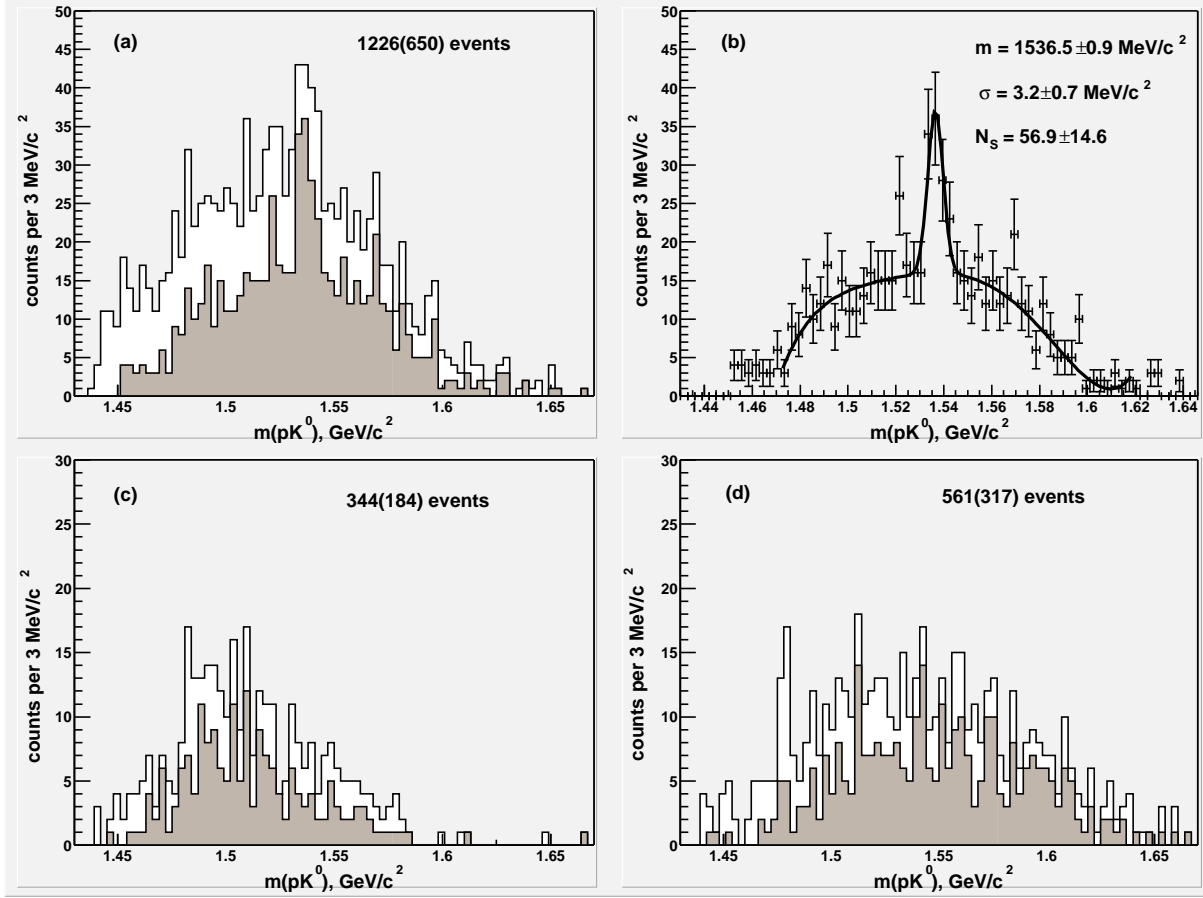 (a)
1226(650) events
counts per 3 MeV/c 2
50
45
40
35
30
25
20
15
10
5
0
1.45 1.5 1.55 1.6 1.65
m(pK0), GeV/c2
(b)
m = 1536.5±0.9 MeV/c 2
σ = 3.2±0.7 MeV/c 2
NS = 56.9±14.6
counts per 3 MeV/c 2
50
45
40
35
30
25
20
15
10
5
0
1.44 1.46 1.48 1.5 1.52 1.54 1.56 1.58 1.6 1.62 1.64
m(pK0), GeV/c2
(c)
344(184) events
counts per 3 MeV/c 2
30
25
20
15
10
5
0
1.45 1.5 1.55 1.6 1.65
m(pK0), GeV/c2
(d)
561(317) events
counts per 3 MeV/c 2
30
25
20
15
10
5
0
1.45 1.5 1.55 1.6 1.65
m(pK0), GeV/c2